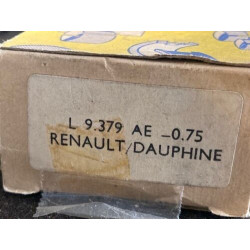 L 9.379 AE –0.75
RENAULT/DAUPHINE